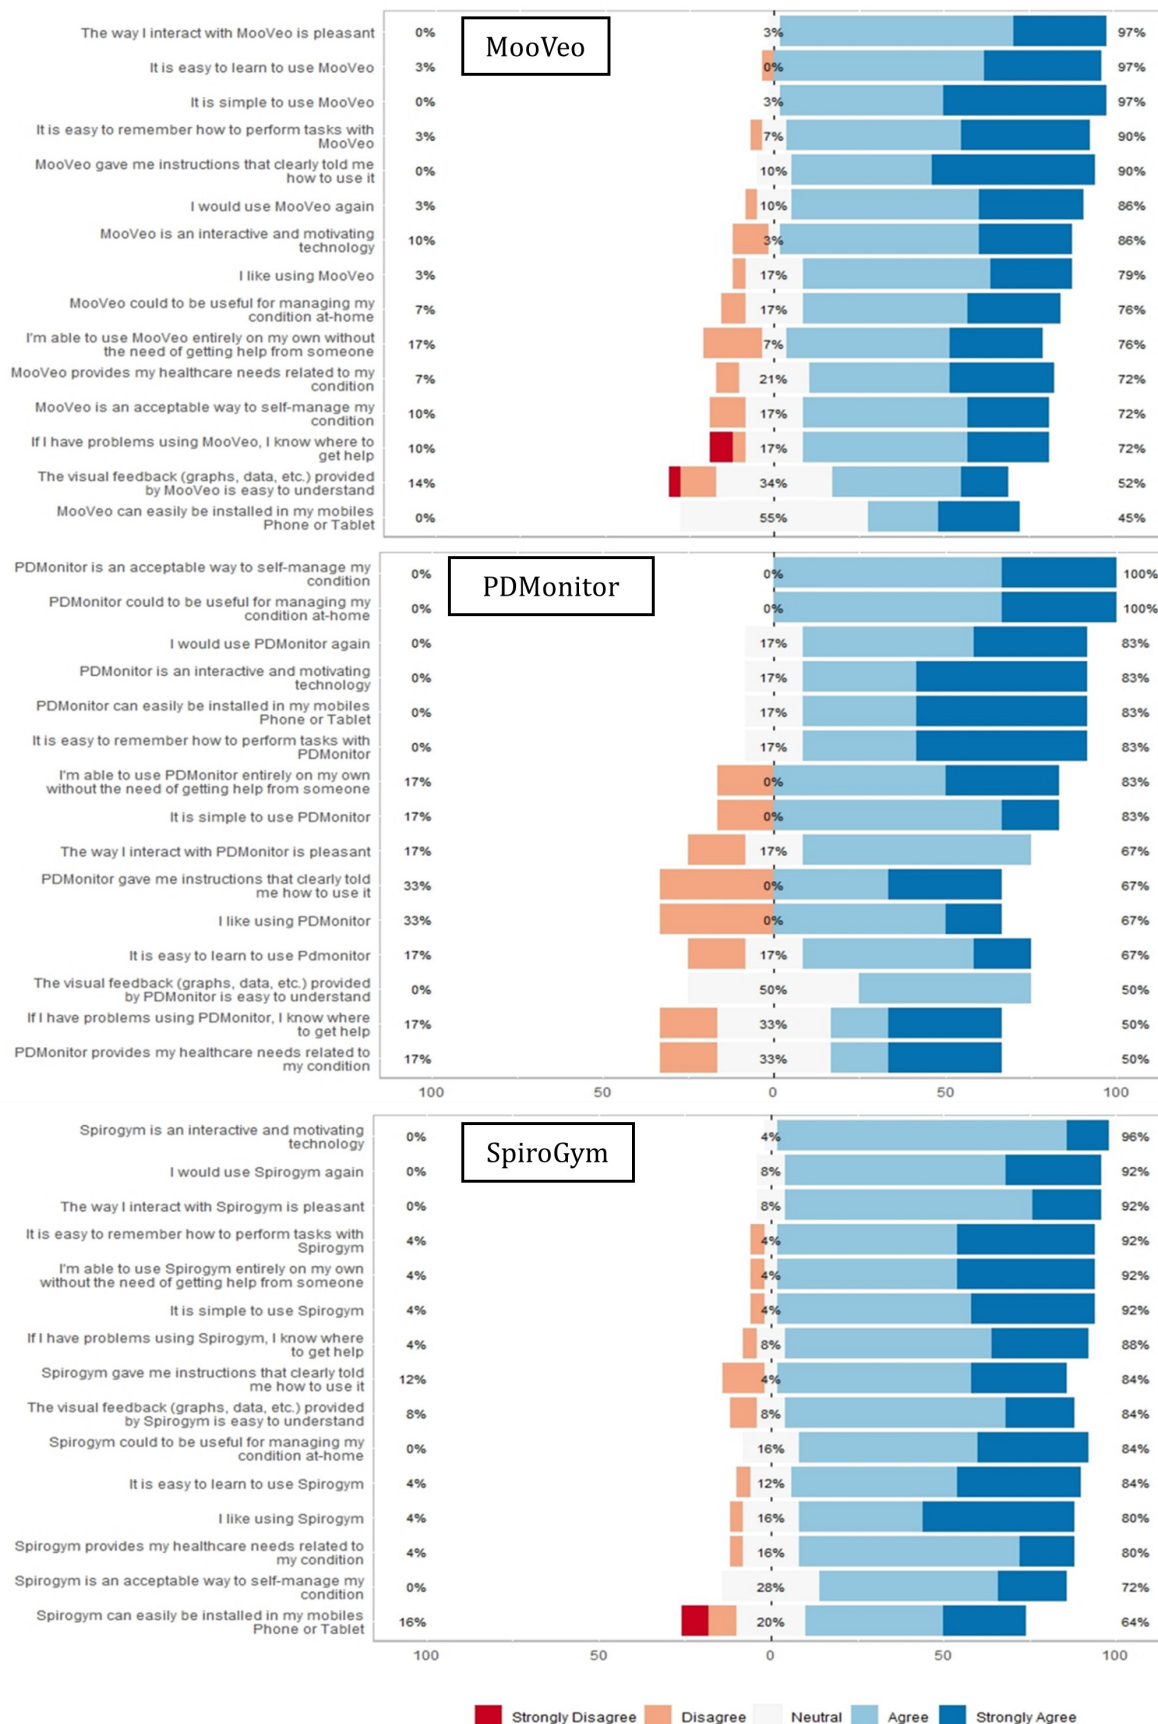 The way I interact with MooVeo is pleasant 0% 3% 97%
MooVeo
It is easy to learn to use MooVeo 3% 0% 97%
It is simple to use MooVeo 0% 3% 97%
It is easy to remember how to perform tasks with
MooVeo 3% 7% 90%
MooVeo gave me instructions that clearly told me
how to use it 0% 10% 90%
I would use MooVeo again 3% 10% 86%
MooVeo is an interactive and motivating
technology 10% 3% 86%
I like using MooVeo 3% 17% 79%
MooVeo could to be useful for managing my
condition at-home 7% 17% 76%
I'm able to use MooVeo entirely on my own without
the need of getting help from someone 17% 7% 76%
MooVeo provides my healthcare needs related to my
condition 7% 21% 72%
MooVeo is an acceptable way to self-manage my
condition 10% 17% 72%
If I have problems using MooVeo, I know where to
get help 10% 17% 72%
The visual feedback (graphs, data, etc.) provided
by MooVeo is easy to understand 14% 34% 52%
MooVeo can easily be installed in my mobiles
Phone or Tablet 0% 55% 45%
PDMonitor is an acceptable way to self-manage my
condition 0% 0% 100%
PDMonitor
PDMonitor could to be useful for managing my
condition at-home 0% 0% 100%
I would use PDMonitor again 0% 17% 83%
PDMonitor is an interactive and motivating
technology 0% 17% 83%
PDMonitor can easily be installed in my mobiles
Phone or Tablet 0% 17% 83%
It is easy to remember how to perform tasks with
PDMonitor 0% 17% 83%
I'm able to use PDMonitor entirely on my own
without the need of getting help from someone 17% 0% 83%
It is simple to use PDMonitor 17% 0% 83%
The way I interact with PDMonitor is pleasant 17% 17% 67%
PDMonitor gave me instructions that clearly told
me how to use it 33% 0% 67%
I like using PDMonitor 33% 0% 67%
It is easy to learn to use Pdmonitor 17% 17% 67%
The visual feedback (graphs, data, etc.) provided
by PDMonitor is easy to understand 0% 50% 50%
If I have problems using PDMonitor, I know where
to get help 17% 33% 50%
PDMonitor provides my healthcare needs related to
my condition 17% 33% 50%
100 50 0 50 100
Spirogym is an interactive and motivating
technology 0% 4% 96%
SpiroGym
I would use Spirogym again 0% 8% 92%
The way I interact with Spirogym is pleasant 0% 8% 92%
It is easy to remember how to perform tasks with
Spirogym 4% 4% 92%
I'm able to use Spirogym entirely on my own
without the need of getting help from someone 4% 4% 92%
It is simple to use Spirogym 4% 4% 92%
If I have problems using Spirogym, I know where
to get help 4% 8% 88%
Spirogym gave me instructions that clearly told
me how to use it 12% 4% 84%
The visual feedback (graphs, data, etc.) provided
by Spirogym is easy to understand 8% 8% 84%
Spirogym could to be useful for managing my
condition at-home 0% 16% 84%
It is easy to learn to use Spirogym 4% 12% 84%
I like using Spirogym 4% 16% 80%
Spirogym provides my healthcare needs related to
my condition 4% 16% 80%
Spirogym is an acceptable way to self-manage my
condition 0% 28% 72%
Spirogym can easily be installed in my mobiles
Phone or Tablet 16% 20% 64%
100 50 0 50 100
Strongly Disagree Disagree Neutral Agree Strongly Agree